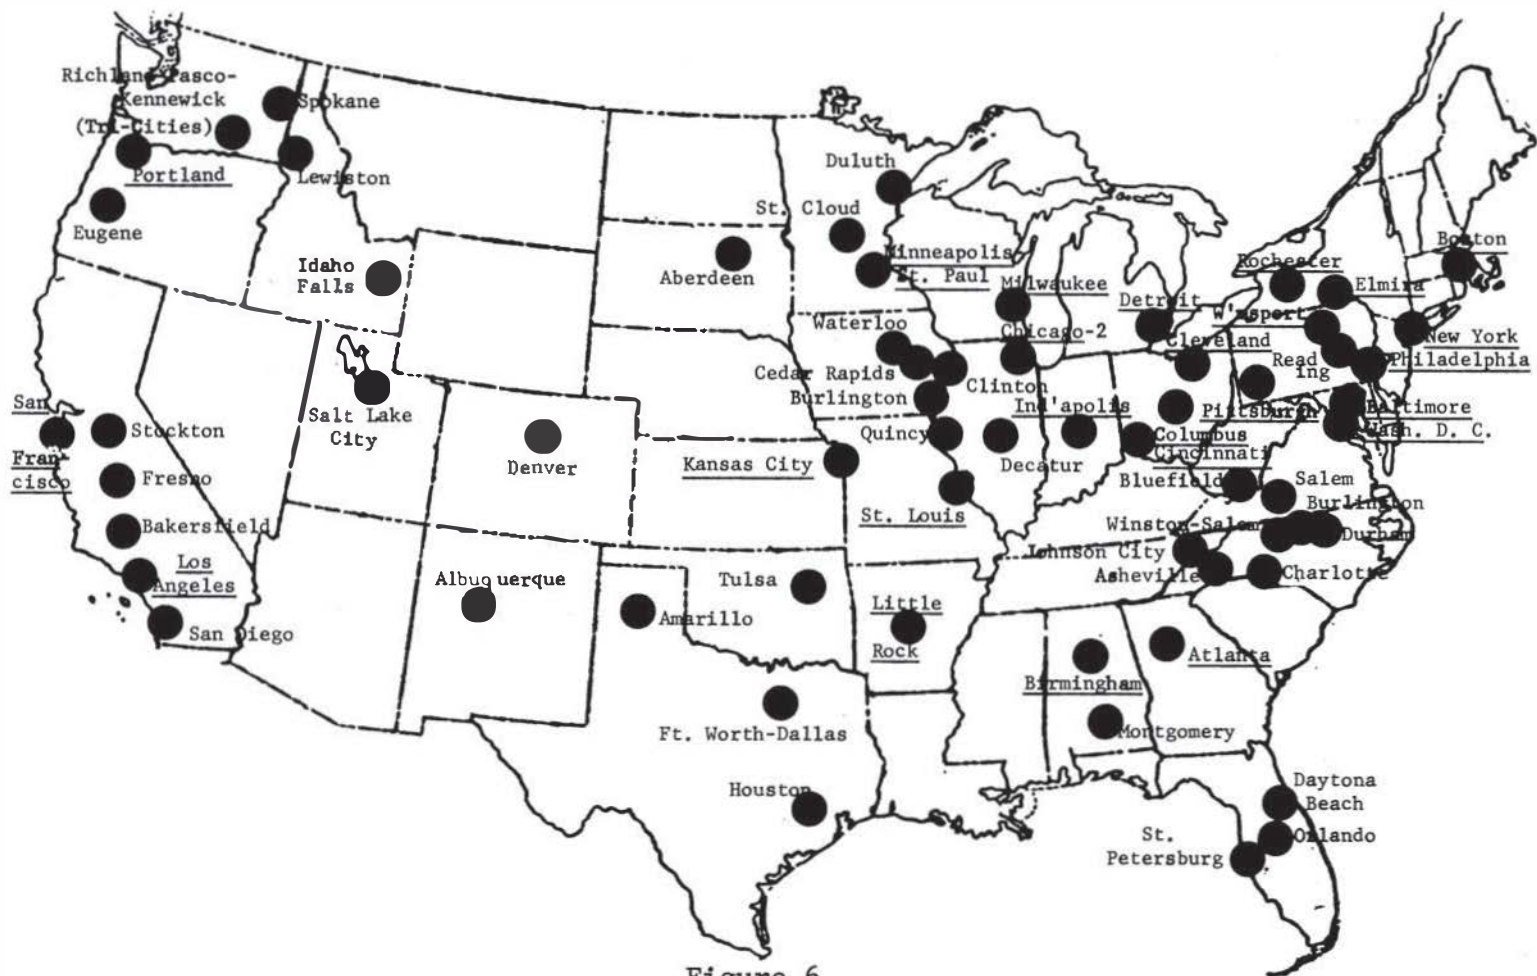 Richland-Pasco-
Kennewick
(Tri-Cities)
Spokane
Portland
Lewiston
Eugene
Idaho
Falls
Salt Lake
City
San
Fran-
cisco
Stockton
Fresno
Bakersfield
Los
Angeles
San Diego
Denver
Albuquerque
Amarillo
Tulsa
Ft. Worth-Dallas
Houston
Aberdeen
Duluth
St. Cloud
Minneapolis
St. Paul
Milwaukee
Waterloo
Chicago-2
Cedar Rapids
Clinton
Burlington
Quincy
Decatur
Kansas City
St. Louis
Little
Rock
Ind'apolis
Detroit
Cleveland
Columbus
Cincinnati
Pittsburgh
Rochester
Elmira
W'msport
Read
ing
Boston
New York
Philadelphia
Baltimore
Wash. D. C.
Bluefield
Salem
Burlington
Winston-Salem
Durham
Johnson City
Asheville
Charlotte
Atlanta
Birmingham
Montgomery
Daytona
Beach
Orlando
St.
Petersburg
Figure 6